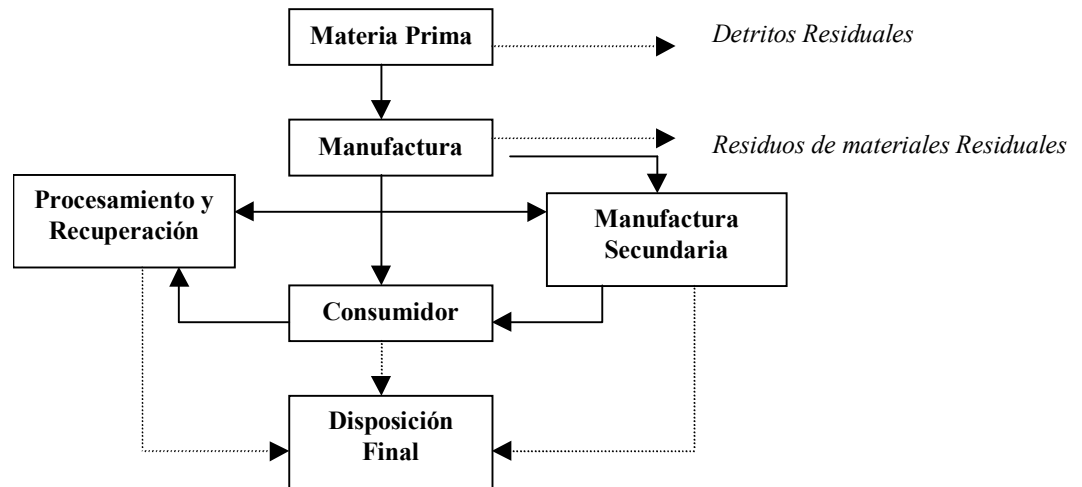 Materia Prima
Detritos Residuales
Manufactura
Residuos de materiales Residuales
Procesamiento y
Recuperación
Manufactura
Secundaria
Consumidor
Disposición
Final